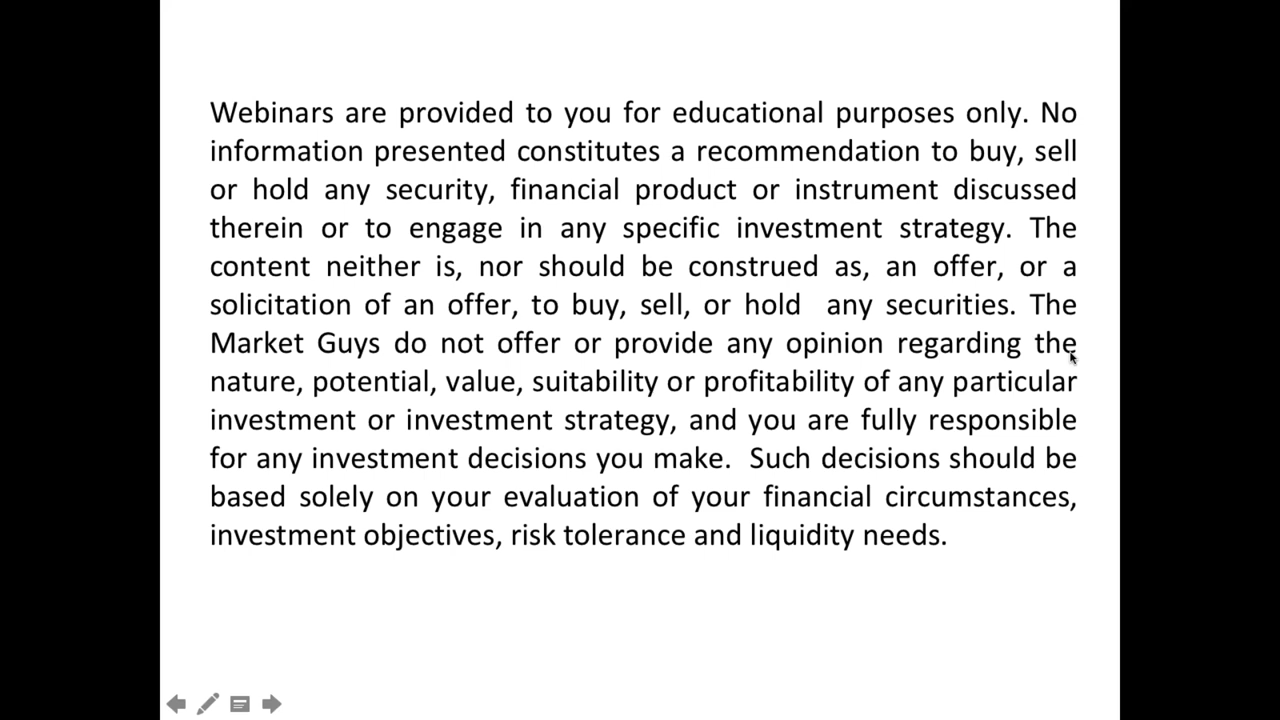 Webinars are provided to you for educational purposes only. No
information presented constitutes a recommendation to buy, sell
or hold any security, financial product or instrument discussed
therein or to engage in any specific investment strategy. The
content neither is, nor should be construed as, an offer, or a
solicitation of an offer, to buy, sell, or hold  any securities. The
Market Guys do not offer or provide any opinion regarding the
nature, potential, value, suitability or profitability of any particular
investment or investment strategy, and you are fully responsible
for any investment decisions you make.  Such decisions should be
based solely on your evaluation of your financial circumstances,
investment objectives, risk tolerance and liquidity needs.